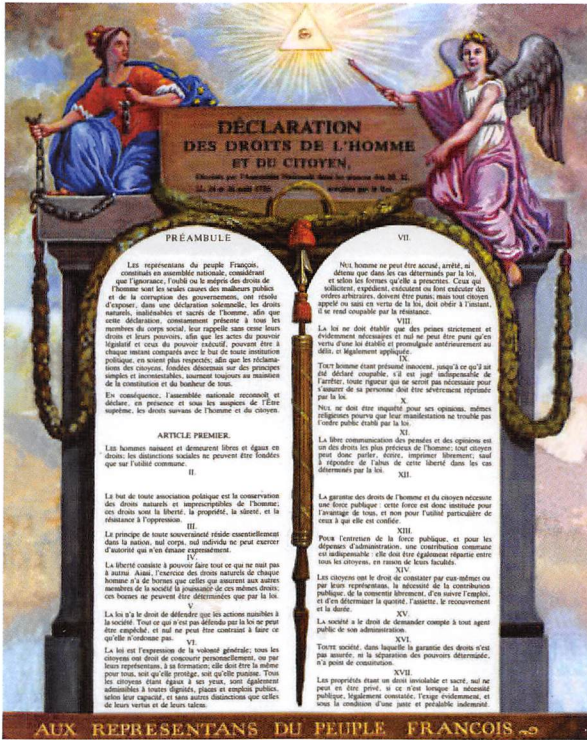 DÉCLARATION
DES DROITS DE L'HOMME
ET DU CITOYEN,
PRÉAMBULE
LES représentans du peuple François,
constitués en assemblée nationale, considérant
que l'ignorance, l'oubli ou le mépris des droits de
l'homme sont les seules causes des malheurs publics
et de la corruption des gouvernemens, ont résolu
d'exposer, dans une déclaration solemnelle, les droits
naturels, inaliénables et sacrés de l'homme, afin que
cette déclaration, constamment présente à tous les
membres du corps social, leur rappelle sans cesse leurs
droits et leurs pouvoirs, afin que les actes du pouvoir
législatif et ceux du pouvoir exécutif, pouvant être à
chaque instant comparés avec le but de toute institution
politique, en soient plus respectés; afin que les réclama-
tions des citoyens, fondées désormais sur des principes
simples et incontestables, tournent toujours au maintien
de la constitution et du bonheur de tous.
En conséquence, l'assemblée nationale reconnoît et
déclare, en présence et sous les auspices de l'Être
suprême, les droits suivans de l'homme et du citoyen.
ARTICLE PREMIER.
LES hommes naissent et demeurent libres et égaux en
droits; les distinctions sociales ne peuvent être fondées
que sur l'utilité commune.
II.
Le but de toute association politique est la conservation
des droits naturels et imprescriptibles de l'homme;
ces droits sont la liberté, la propriété, la sûreté, et la
résistance à l'oppression.
III.
Le principe de toute souveraineté réside essentiellement
dans la nation, nul corps, nul individu ne peut exercer
d'autorité qui n'en émane expressément.
IV.
La liberté consiste à pouvoir faire tout ce qui ne nuit pas
à autrui Ainsi, l'exercice des droits naturels de chaque
homme n'a de bornes que celles qui assurent aux autres
membres de la société la jouissance de ces mêmes droits;
ces bornes ne peuvent être déterminées que par la loi.
V.
La loi n'a le droit de défendre que les actions nuisibles à
la société. Tout ce qui n'est pas défendu par la loi ne peut
être empêché, et nul ne peut être contraint à faire ce
qu'elle n'ordonne pas.
VI.
La loi est l'expression de la volonté générale; tous les
citoyens ont droit de concourir personnellement, ou par
leurs représentans, à sa formation; elle doit être la même
pour tous, soit qu'elle protège, soit qu'elle punisse. Tous
les citoyens étant égaux à ses yeux, sont également
admissibles à toutes dignités, places et emplois publics,
selon leur capacité, et sans autres distinctions que celles
de leurs vertus et de leurs talens.
VII.
NUL homme ne peut être accusé, arrêté, ni
détenu que dans les cas déterminés par la loi,
et selon les formes qu'elle a prescrites. Ceux qui
sollicitent, expédient, exécutent ou font exécuter des
ordres arbitraires, doivent être punis; mais tout citoyen
appelé ou saisi en vertu de la loi, doit obéir à l'instant,
il se rend coupable par la résistance.
VIII.
La loi ne doit établir que des peines strictement et
évidemment nécessaires et nul ne peut être puni qu'en
vertu d'une loi établie et promulguée antérieurement au
délit, et légalement appliquée.
IX.
TOUT homme étant présumé innocent, jusqu'à ce qu'il ait
été déclaré coupable, s'il est jugé indispensable de
l'arrêter, toute rigueur qui ne seroit pas nécessaire pour
s'assurer de sa personne doit être sévèrement réprimée
par la loi.
X.
NUL ne doit être inquiété pour ses opinions, mêmes
religieuses pourvu que leur manifestation ne trouble pas
l'ordre public établi par la loi.
XI.
La libre communication des pensées et des opinions est
un des droits les plus précieux de l'homme; tout citoyen
peut donc parler, écrire, imprimer librement; sauf
à répondre de l'abus de cette liberté dans les cas
déterminés par la loi.
XII.
La garantie des droits de l'homme et du citoyen nécessite
une force publique : cette force est donc instituée pour
l'avantage de tous, et non pour l'utilité particulière de
ceux à qui elle est confiée.
XIII.
POUR l'entretien de la force publique, et pour les
dépenses d'administration, une contribution commune
est indispensable : elle doit être également répartie entre
tous les citoyens, en raison de leurs facultés.
XIV.
Les citoyens ont le droit de constater par eux-mêmes ou
par leurs représentans, la nécessité de la contribution
publique, de la consentir librement, d'en suivre l'emploi,
et d'en déterminer la quantité, l'assiette, le recouvrement
et la durée.
XV.
La société a le droit de demander compte à tout agent
public de son administration.
XVI.
TOUTE société, dans laquelle la garantie des droits n'est
pas assurée, ni la séparation des pouvoirs déterminée,
n'a point de constitution.
XVII.
Les propriétés étant un droit inviolable et sacré, nul ne
peut en être privé, si ce n'est lorsque la nécessité
publique, légalement constatée, l'exige évidemment, et
sous la condition d'une juste et préalable indemnité.
AUX REPRESENTANS DU PEUPLE FRANCOIS